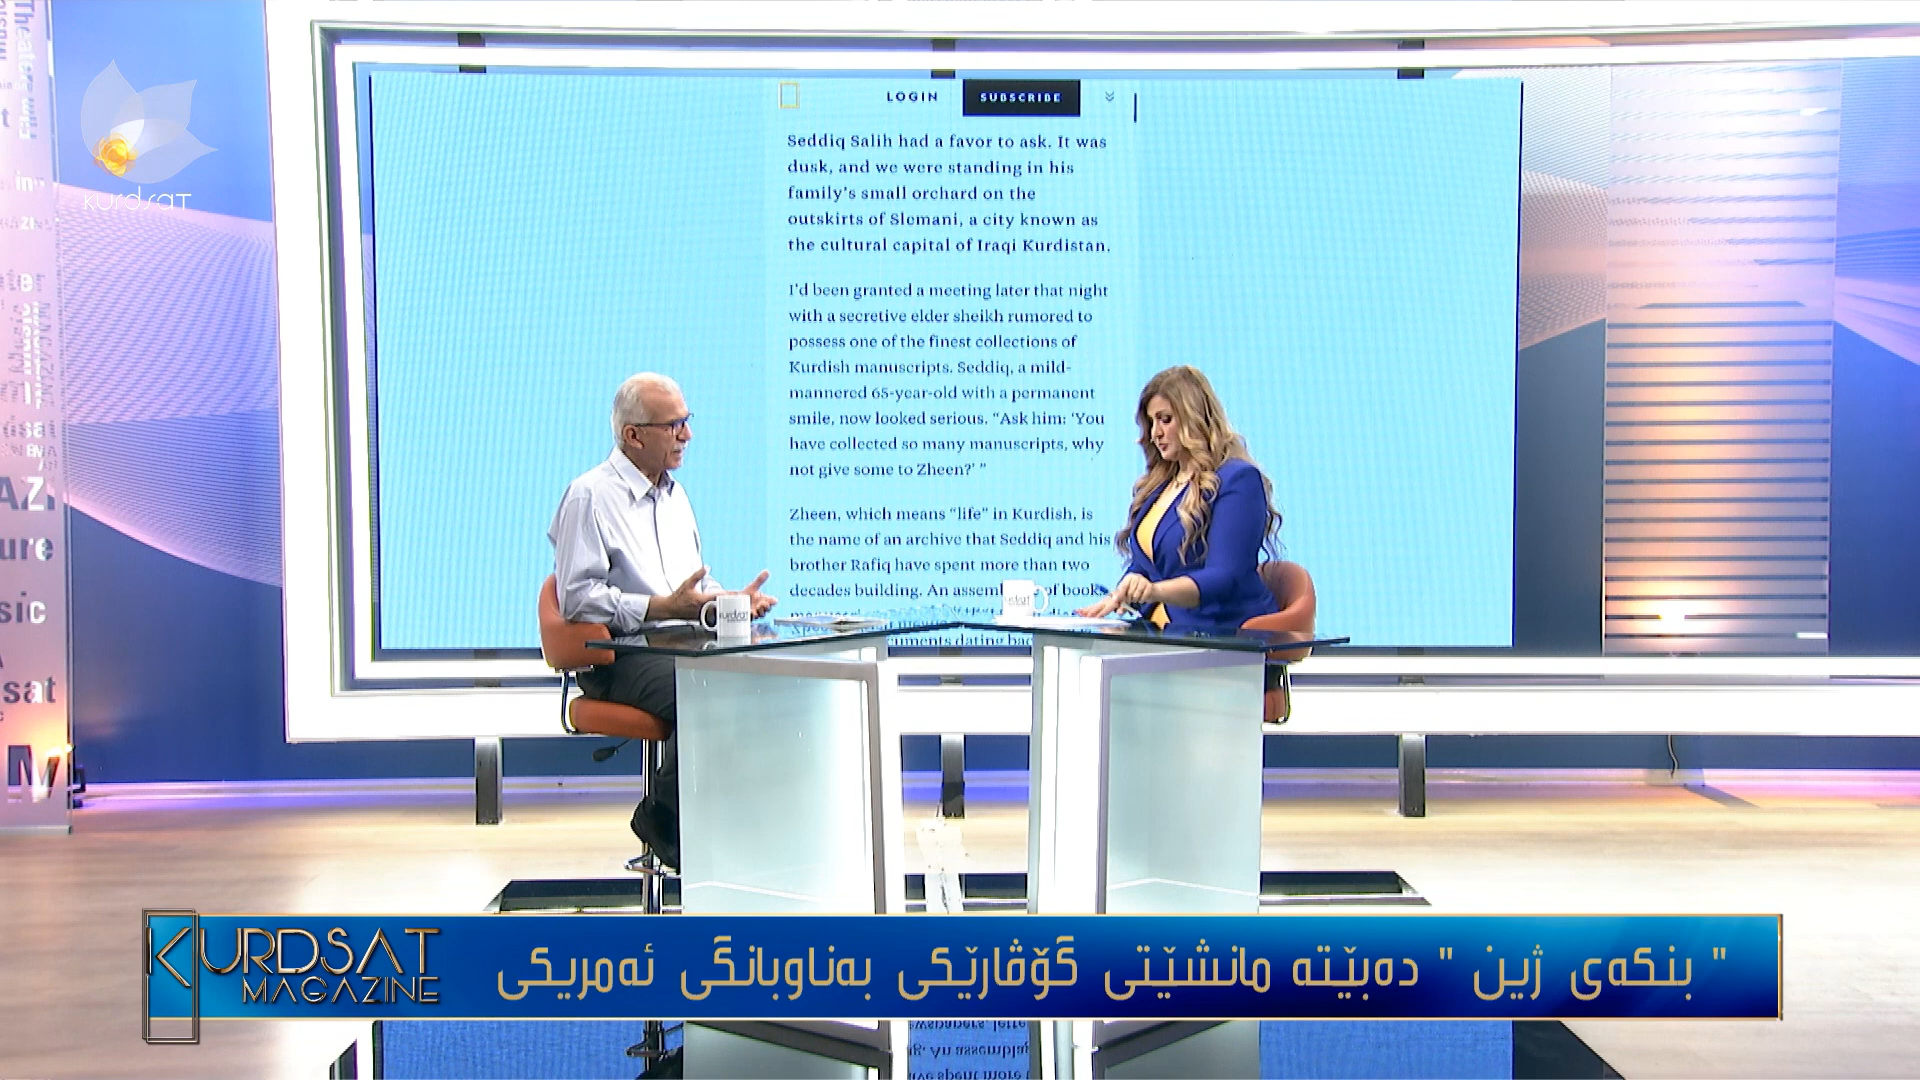 kurdsat
LOGIN
SUBSCRIBE
Seddiq Salih had a favor to ask. It was
dusk, and we were standing in his
family's small orchard on the
outskirts of Slemani, a city known as
the cultural capital of Iraqi Kurdistan.
I'd been granted a meeting later that night
with a secretive elder sheikh rumored to
possess one of the finest collections of
Kurdish manuscripts. Seddiq, a mild-
mannered 65-year-old with a permanent
smile, now looked serious. “Ask him: ‘You
have collected so many manuscripts, why
not give some to Zheen?’ ”
Zheen, which means “life” in Kurdish, is
the name of an archive that Seddiq and his
brother Rafiq have spent more than two
decades building. An assem of book
dating
kurdsat
ure
sic
sat
M
KURDSAT
MAGAZINE
" بنکەی ژین " دەبێتە مانشێتی گۆڤارێکی بەناوبانگی ئەمریکی